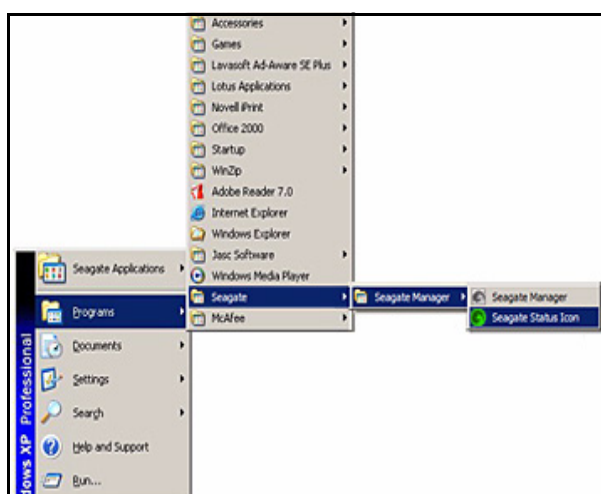 Accessories
Games
Lavasoft Ad-Aware SE Plus
Lotus Applications
Novell iPrint
Office 2000
Startup
WinZip
Adobe Reader 7.0
Internet Explorer
Windows Explorer
Jasc Software
Windows Media Player
Seagate
McAfee
Seagate Manager
Seagate Manager
Seagate Status Icon
Seagate Applications
Programs
Documents
Settings
Search
Help and Support
Run...
dows XP Professional